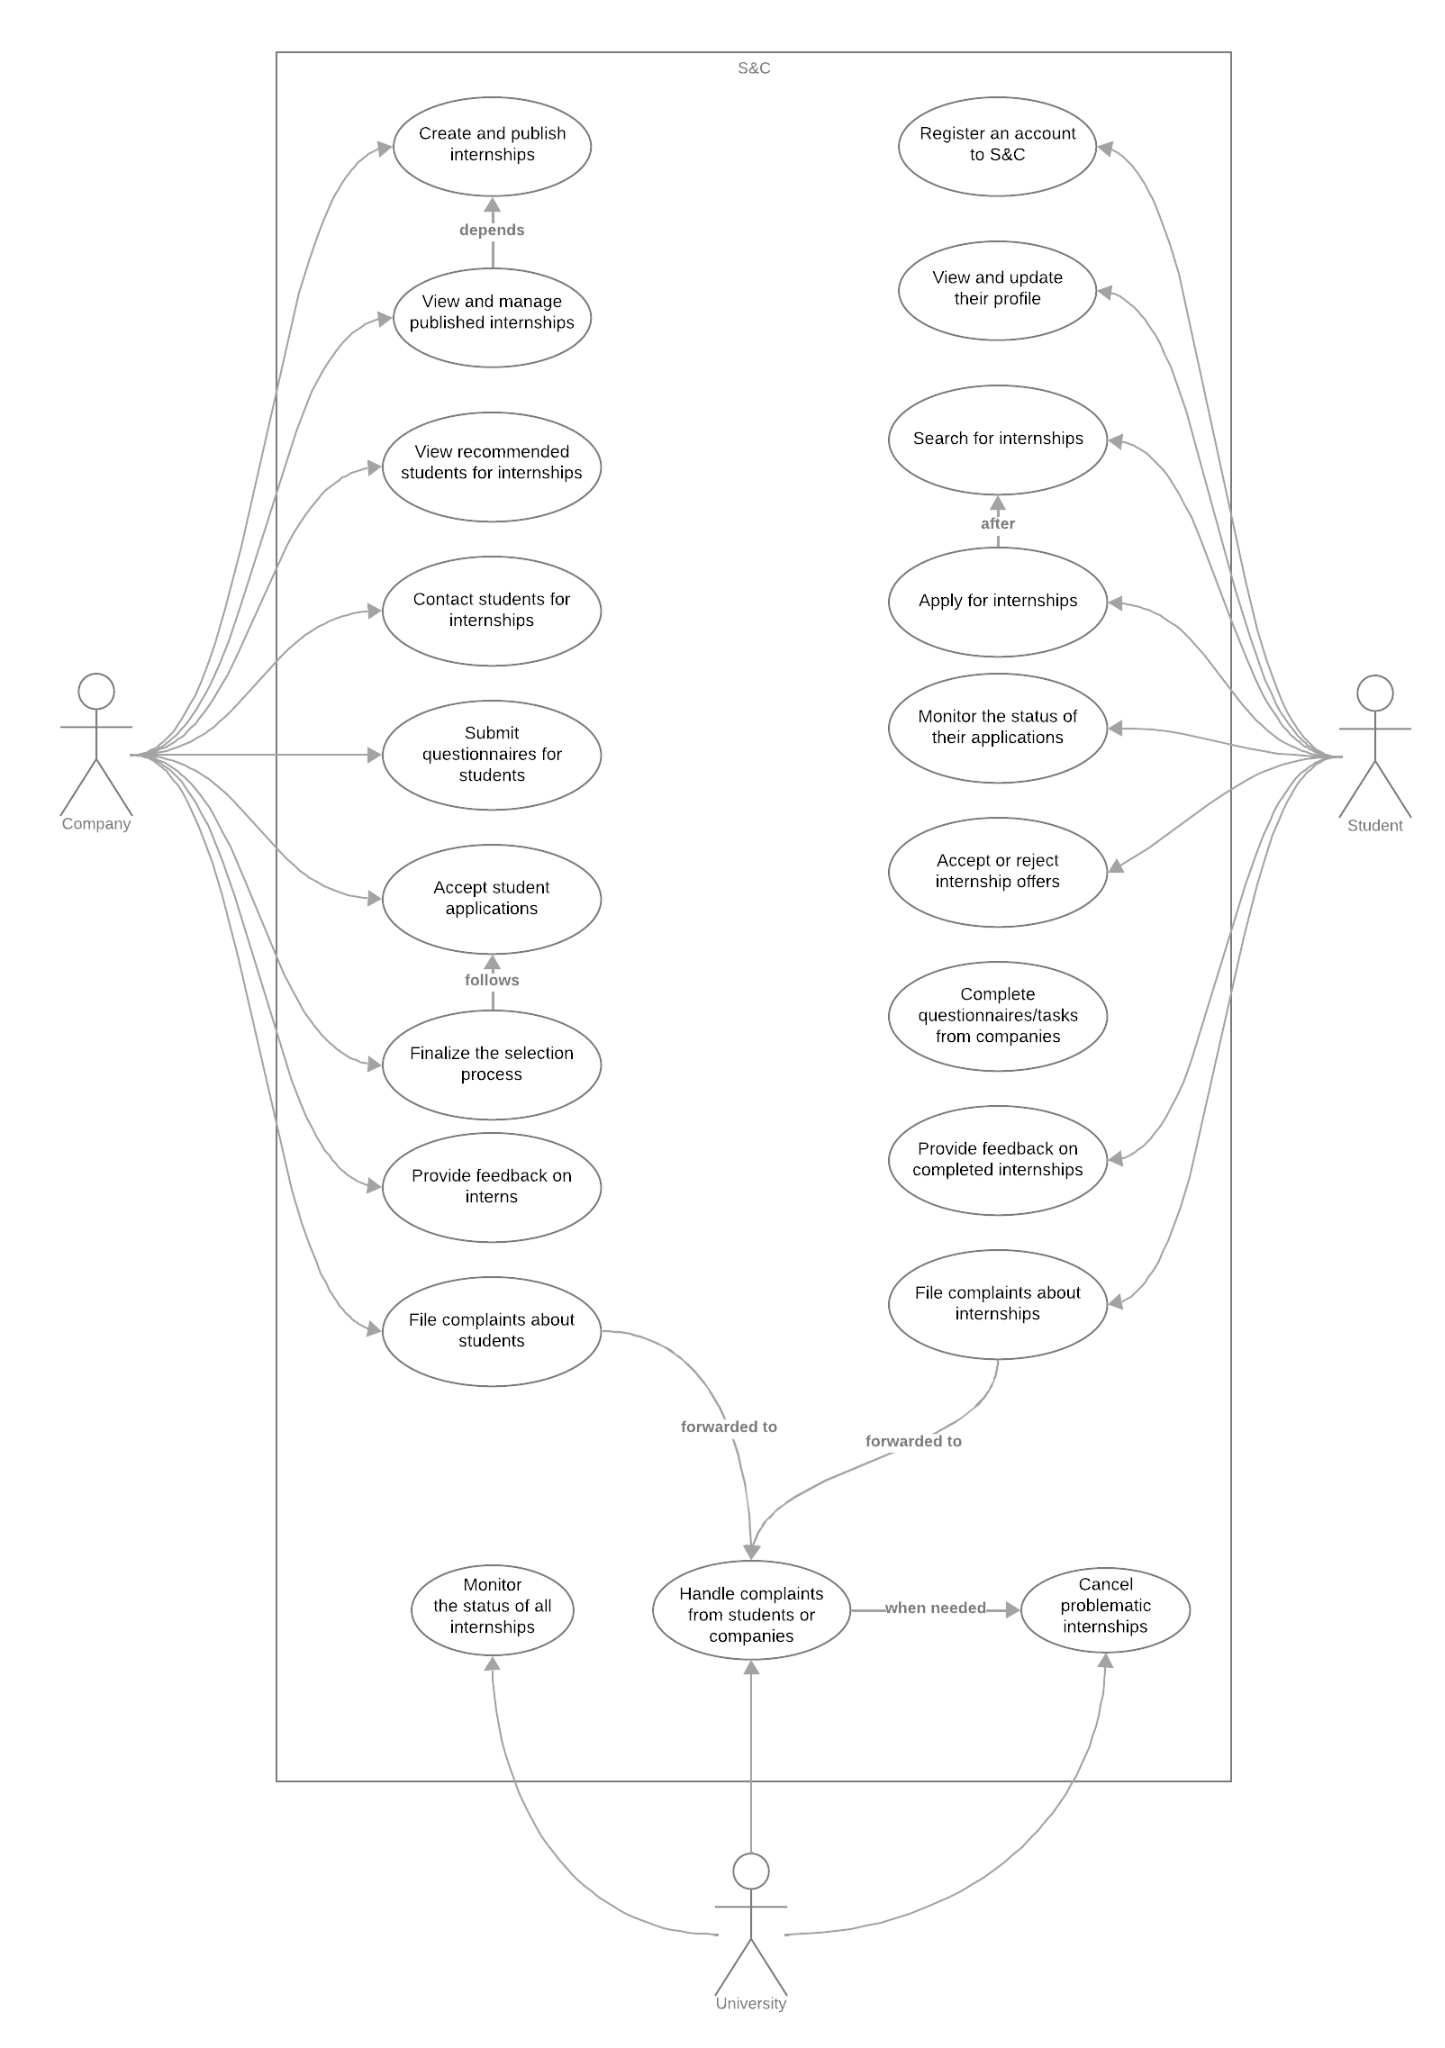 S&C
Create and publish
internships
depends
View and manage
published internships
View recommended
students for internships
Contact students for
internships
Submit
questionnaires for
students
Accept student
applications
follows
Finalize the selection
process
Provide feedback on
interns
File complaints about
students
Register an account
to S&C
View and update
their profile
Search for internships
after
Apply for internships
Monitor the status of
their applications
Accept or reject
internship offers
Complete
questionnaires/tasks
from companies
Provide feedback on
completed internships
File complaints about
internships
Company
Student
forwarded to
forwarded to
Monitor
the status of all
internships
Handle complaints
from students or
companies
when needed
Cancel
problematic
internships
University